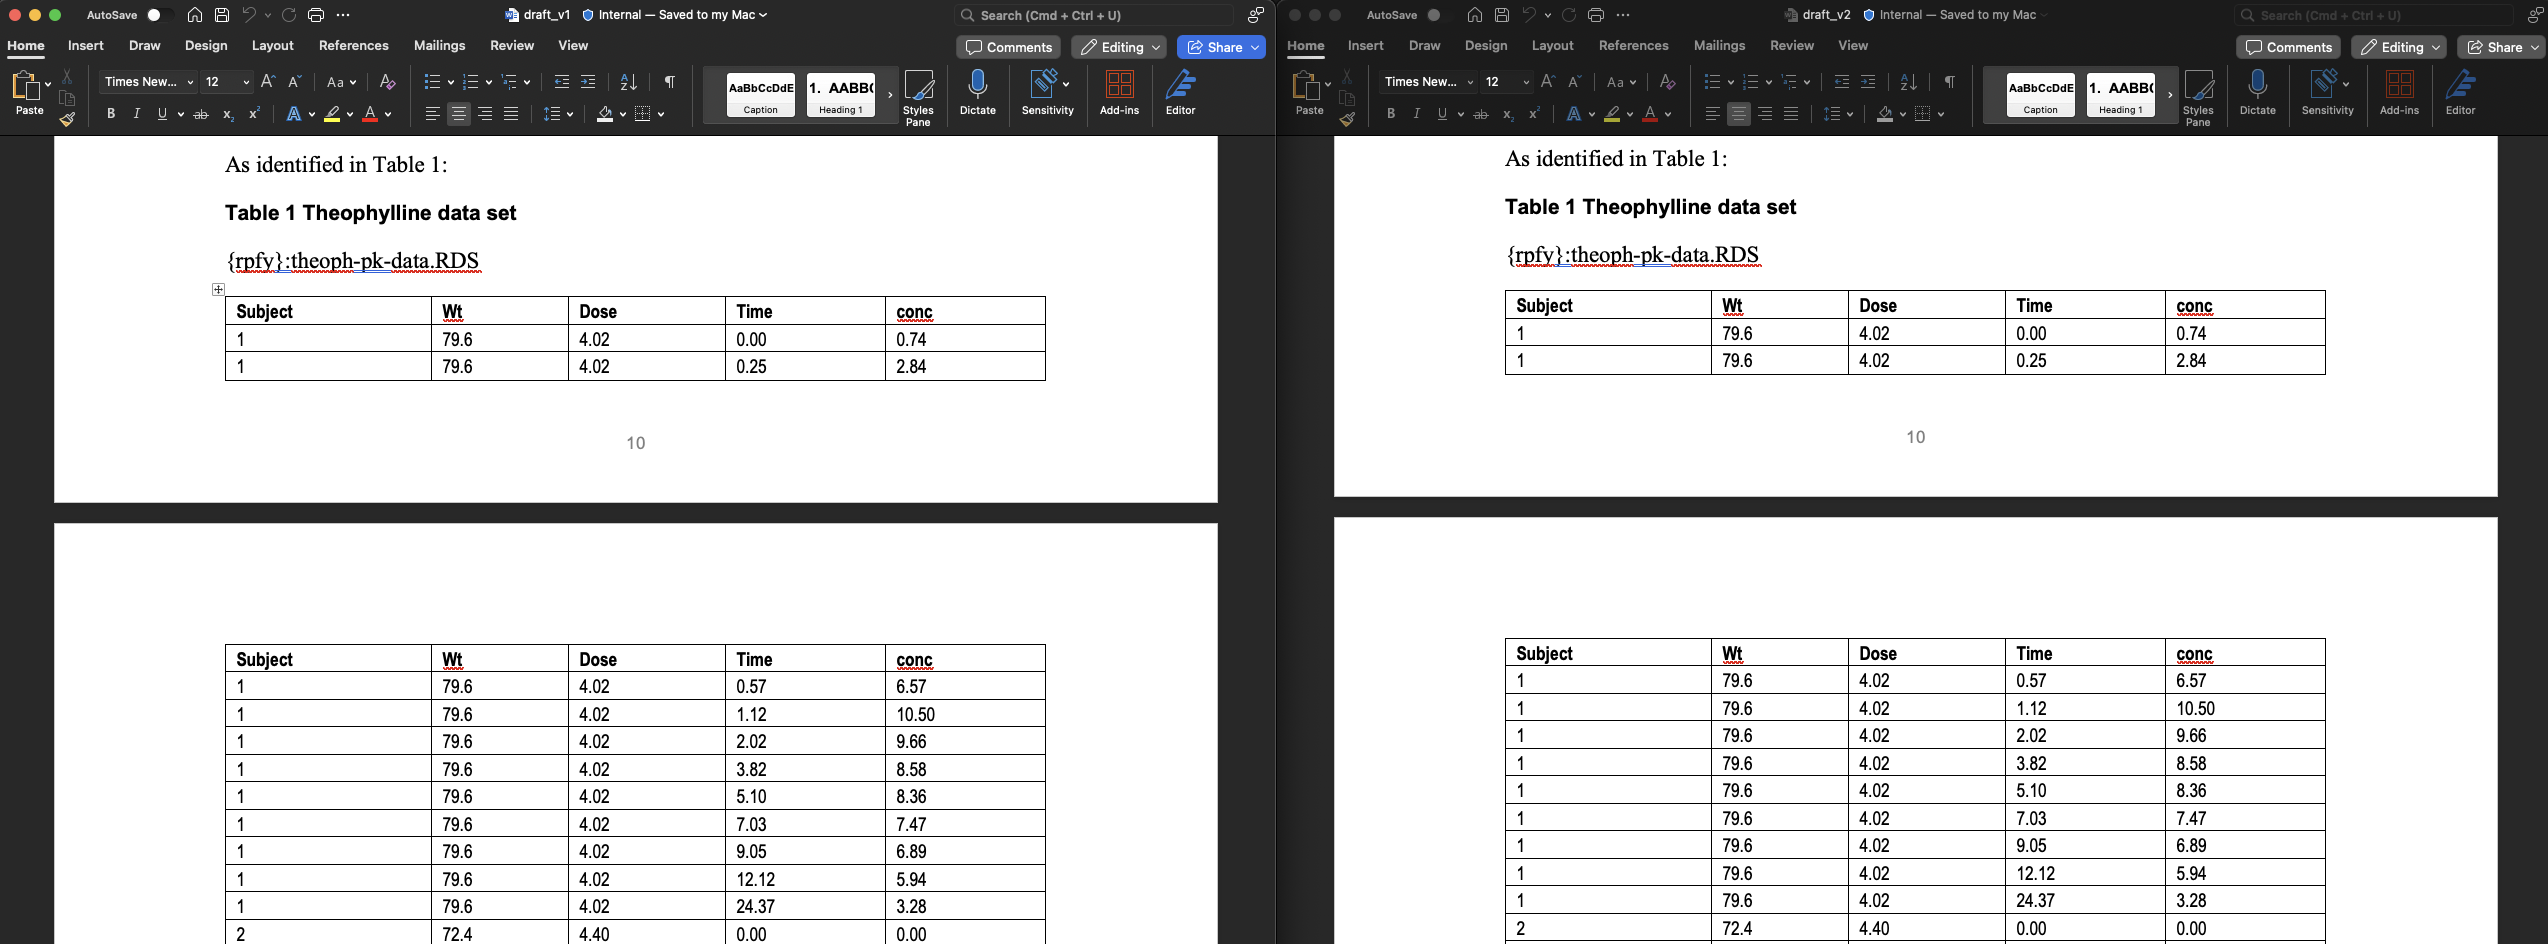 AutoSave draft_v1 Internal — Saved to my Mac Search (Cmd + Ctrl + U)
Home Insert Draw Design Layout References Mailings Review View Comments Editing Share
Paste Times New... 12 Aa AaBbCcDdE Caption 1. AABB( Heading 1 Styles Pane Dictate Sensitivity Add-ins Editor
As identified in Table 1:
Table 1 Theophylline data set
{rpfy}:theoph-pk-data.RDS
Subject Wt Dose Time conc
1 79.6 4.02 0.00 0.74
1 79.6 4.02 0.25 2.84
10
Subject Wt Dose Time conc
1 79.6 4.02 0.57 6.57
1 79.6 4.02 1.12 10.50
1 79.6 4.02 2.02 9.66
1 79.6 4.02 3.82 8.58
1 79.6 4.02 5.10 8.36
1 79.6 4.02 7.03 7.47
1 79.6 4.02 9.05 6.89
1 79.6 4.02 12.12 5.94
1 79.6 4.02 24.37 3.28
2 72.4 4.40 0.00 0.00
AutoSave draft_v2 Internal — Saved to my Mac Search (Cmd + Ctrl + U)
Home Insert Draw Design Layout References Mailings Review View Comments Editing Share
Paste Times New... 12 Aa AaBbCcDdE Caption 1. AABB( Heading 1 Styles Pane Dictate Sensitivity Add-ins Editor
As identified in Table 1:
Table 1 Theophylline data set
{rpfy}:theoph-pk-data.RDS
Subject Wt Dose Time conc
1 79.6 4.02 0.00 0.74
1 79.6 4.02 0.25 2.84
10
Subject Wt Dose Time conc
1 79.6 4.02 0.57 6.57
1 79.6 4.02 1.12 10.50
1 79.6 4.02 2.02 9.66
1 79.6 4.02 3.82 8.58
1 79.6 4.02 5.10 8.36
1 79.6 4.02 7.03 7.47
1 79.6 4.02 9.05 6.89
1 79.6 4.02 12.12 5.94
1 79.6 4.02 24.37 3.28
2 72.4 4.40 0.00 0.00